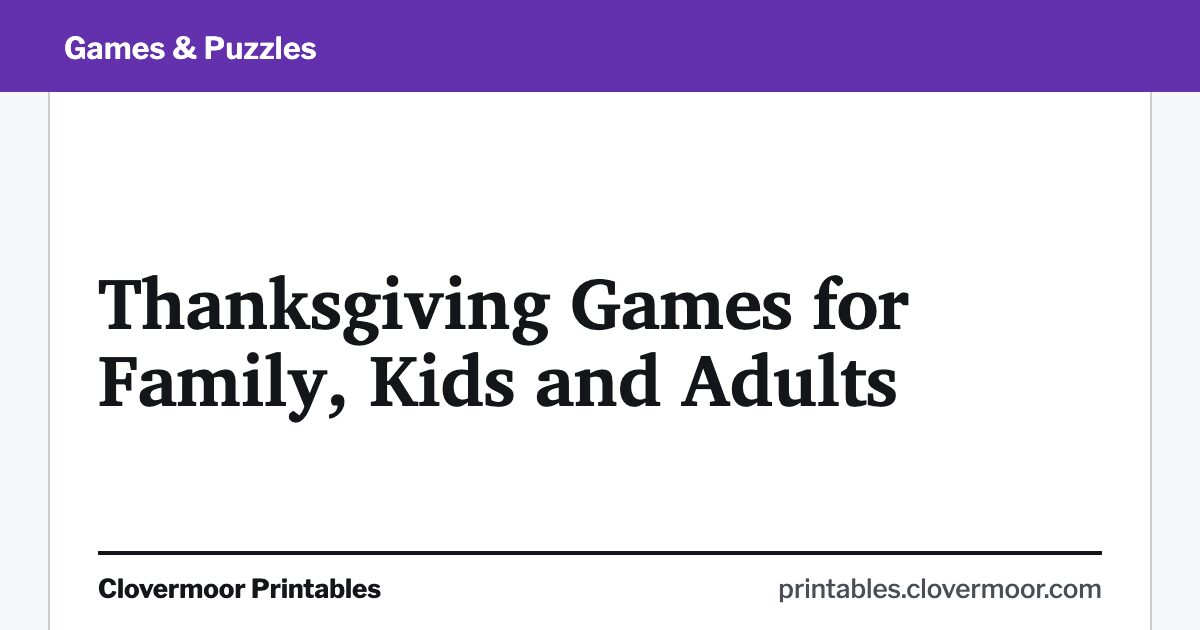 Games & Puzzles
Thanksgiving Games for
Family, Kids and Adults
Clovermoor Printables
printables.clovermoor.com